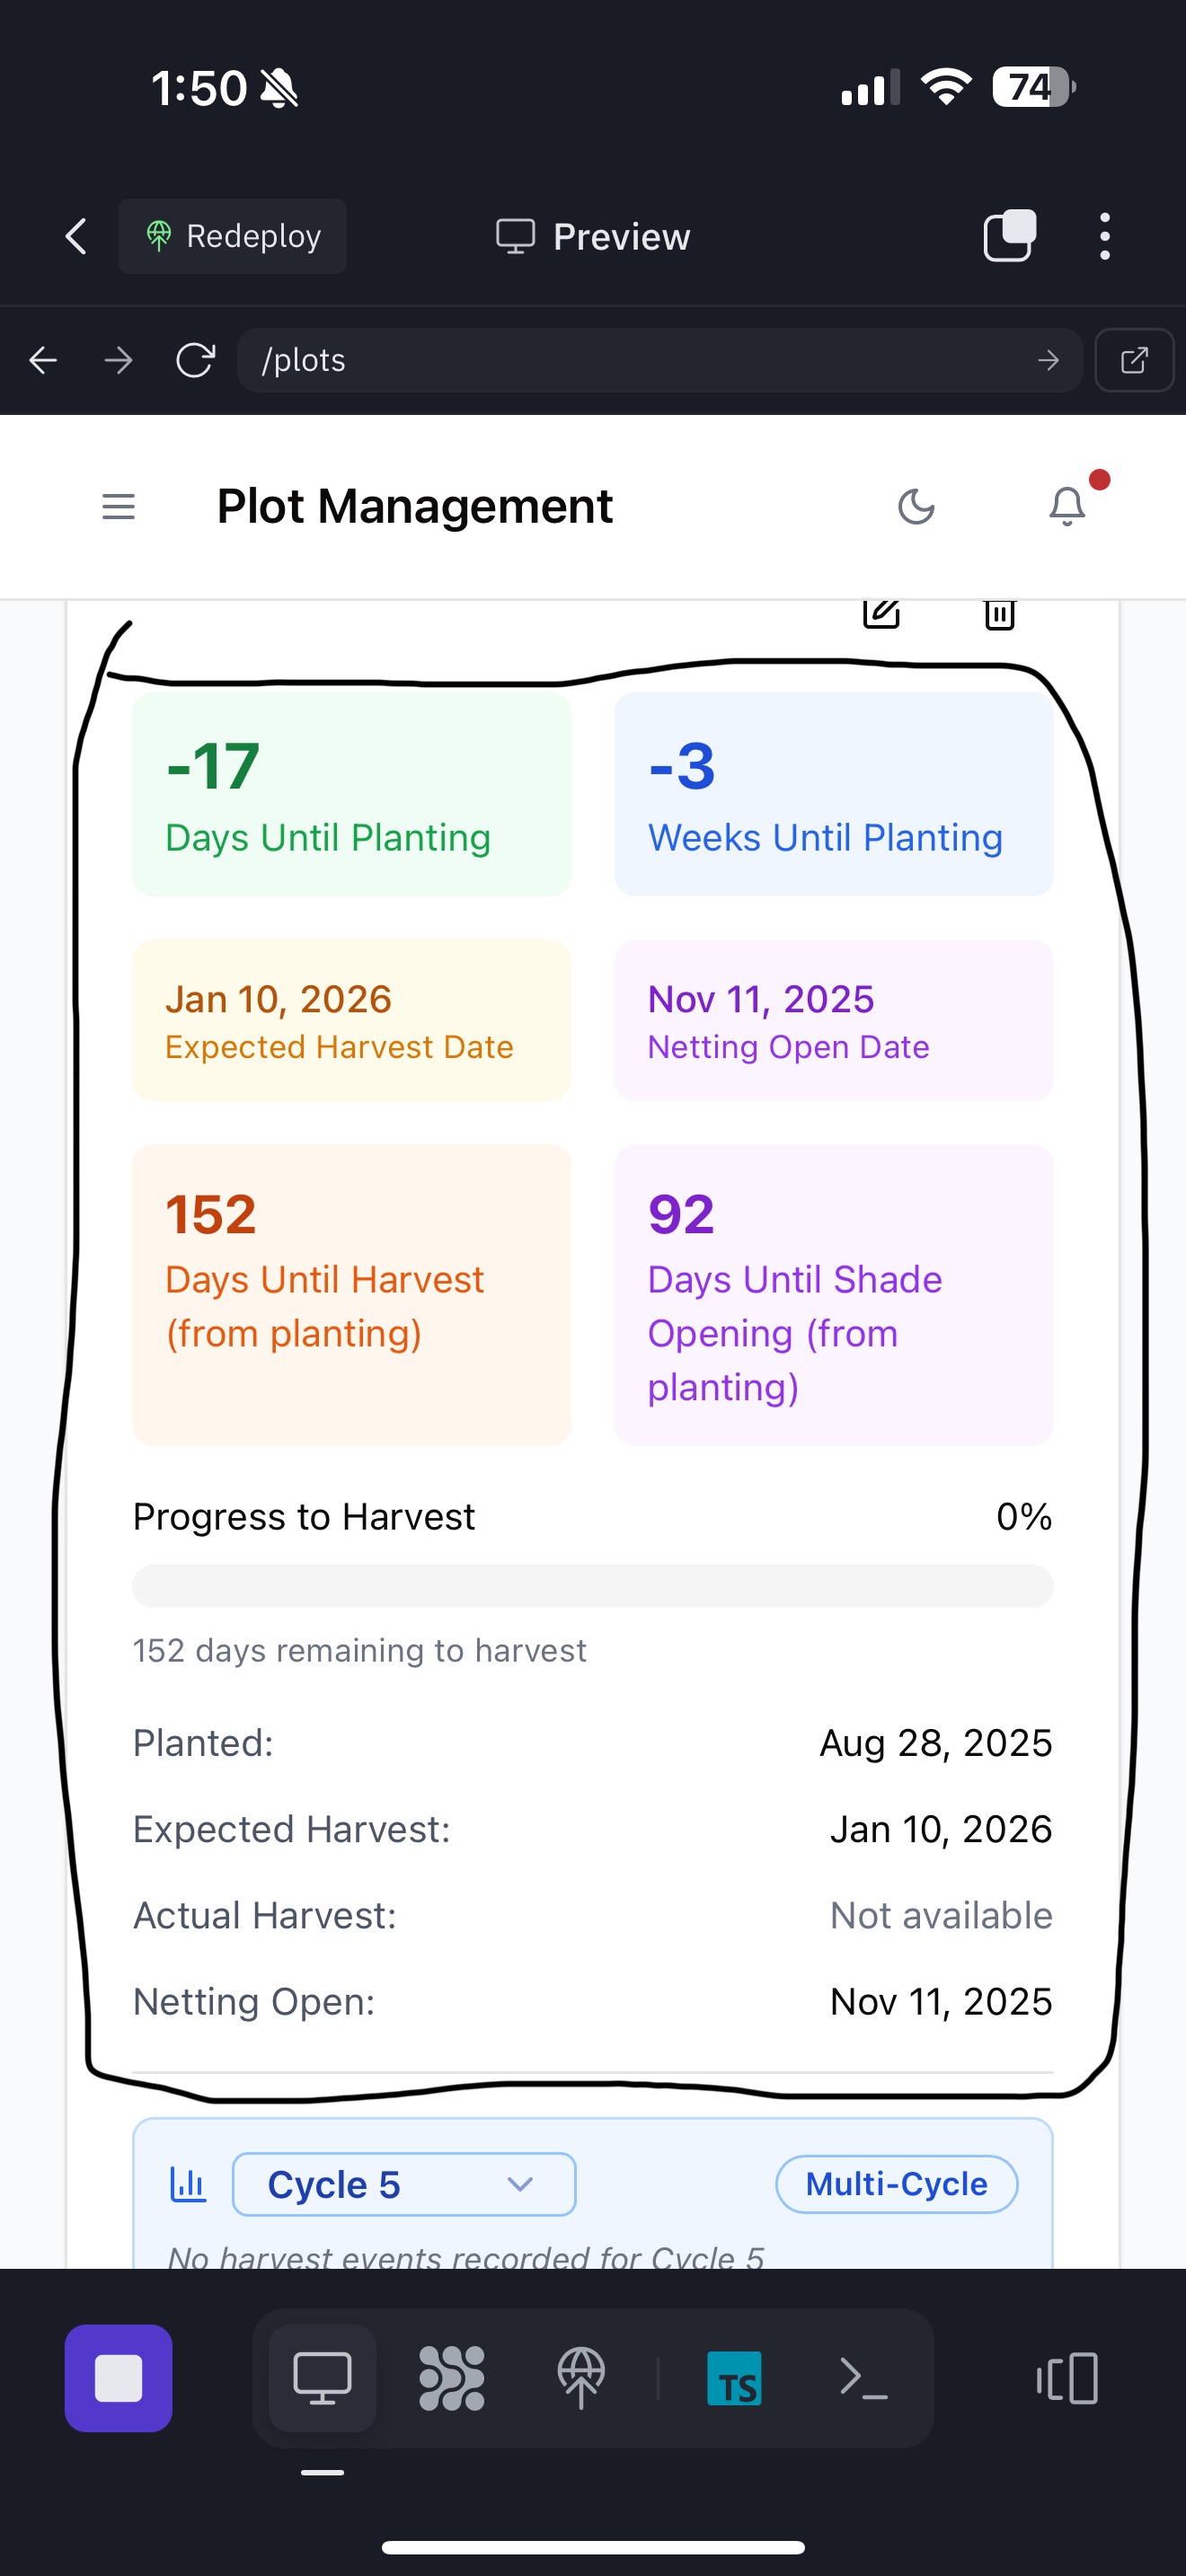 1:50
74
Redeploy
Preview
/plots
Plot Management
-17
Days Until Planting
-3
Weeks Until Planting
Jan 10, 2026
Expected Harvest Date
Nov 11, 2025
Netting Open Date
152
Days Until Harvest
(from planting)
92
Days Until Shade
Opening (from
planting)
Progress to Harvest
0%
152 days remaining to harvest
Planted:
Aug 28, 2025
Expected Harvest:
Jan 10, 2026
Actual Harvest:
Not available
Netting Open:
Nov 11, 2025
Cycle 5
Multi-Cycle
No harvest events recorded for Cycle 5
TS